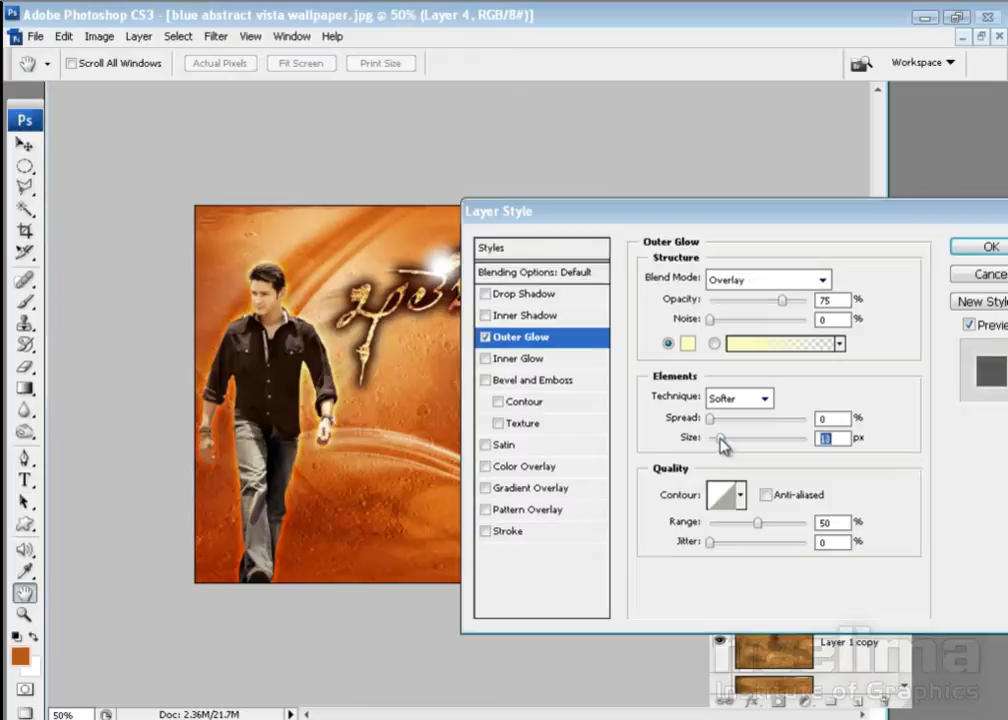 Adobe Photoshop CS3 - [blue abstract vista wallpaper.jpg @ 50% (Layer 4, RGB/8#)]
File Edit Image Layer Select Filter View Window Help
Scroll All Windows Actual Pixels Fit Screen Print Size Workspace
Ps
Layer Style
Styles
Blending Options: Default
Drop Shadow
Inner Shadow
Outer Glow
Inner Glow
Bevel and Emboss
Contour
Texture
Satin
Color Overlay
Gradient Overlay
Pattern Overlay
Stroke
Outer Glow
Structure
Blend Mode: Overlay
Opacity: 75 %
Noise: 0 %
Elements
Technique: Softer
Spread: 0 %
Size: px
Quality
Contour: Anti-aliased
Range: 50 %
Jitter: 0 %
OK
Cance
New Style
Preview
Layer 1 copy
Institute of Graphics
50% Doc: 2.36M/21.7M